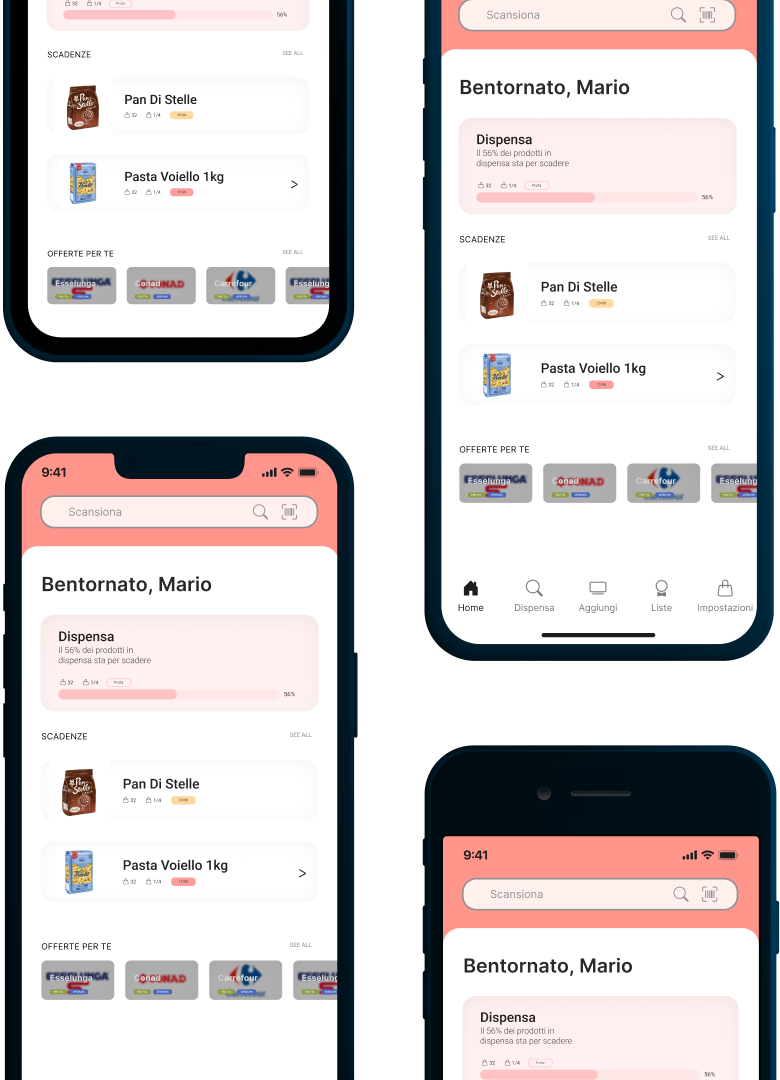 32 1/4
56%
SCADENZE SEE ALL
Pan Di Stelle
32 1/4
Pasta Voiello 1kg
32 1/4
>
OFFERTE PER TE SEE ALL
Esselunga Conad Carrefour Esselung
Scansiona
Bentornato, Mario
Dispensa
Il 56% dei prodotti in
dispensa sta per scadere
32 1/4 Frutta
56%
SCADENZE SEE ALL
Pan Di Stelle
32 1/4
Pasta Voiello 1kg
32 1/4
>
OFFERTE PER TE SEE ALL
Esselunga Conad Carrefour Esselung
Home Dispensa Aggiungi Liste Impostazioni
9:41
Scansiona
Bentornato, Mario
Dispensa
Il 56% dei prodotti in
dispensa sta per scadere
32 1/4
56%
SCADENZE SEE ALL
Pan Di Stelle
32 1/4
Pasta Voiello 1kg
32 1/4
>
OFFERTE PER TE SEE ALL
Esselunga Conad Carrefour Esselung
9:41
Scansiona
Bentornato, Mario
Dispensa
Il 56% dei prodotti in
dispensa sta per scadere
32 1/4
56%